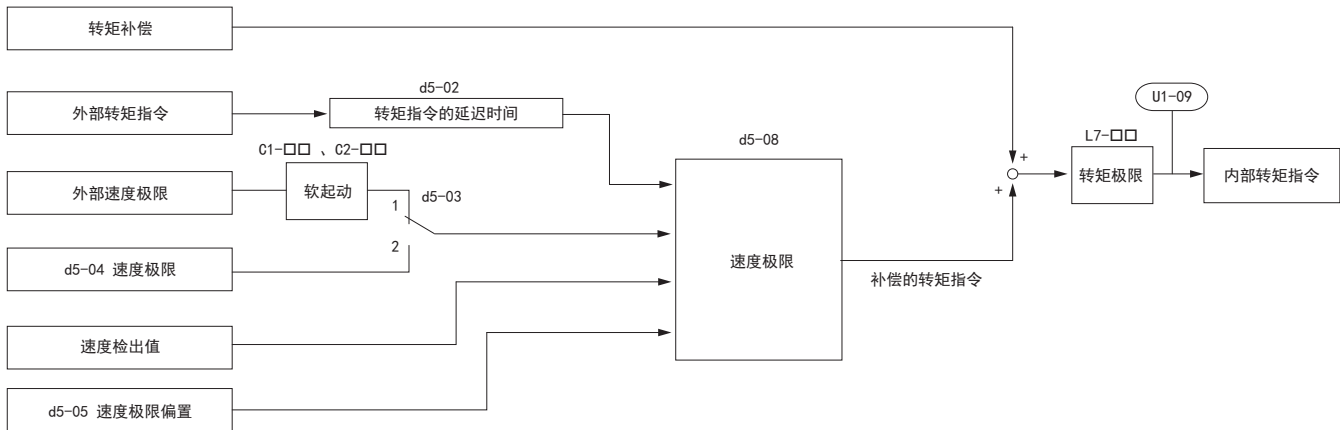 转矩补偿
d5-02
外部转矩指令
转矩指令的延迟时间
U1-09
C1-□□ 、C2-□□
d5-08
L7-□□
外部速度极限
软起动
d5-03
1
2
+
+
转矩极限
内部转矩指令
d5-04 速度极限
速度极限
补偿的转矩指令
速度检出值
d5-05 速度极限偏置